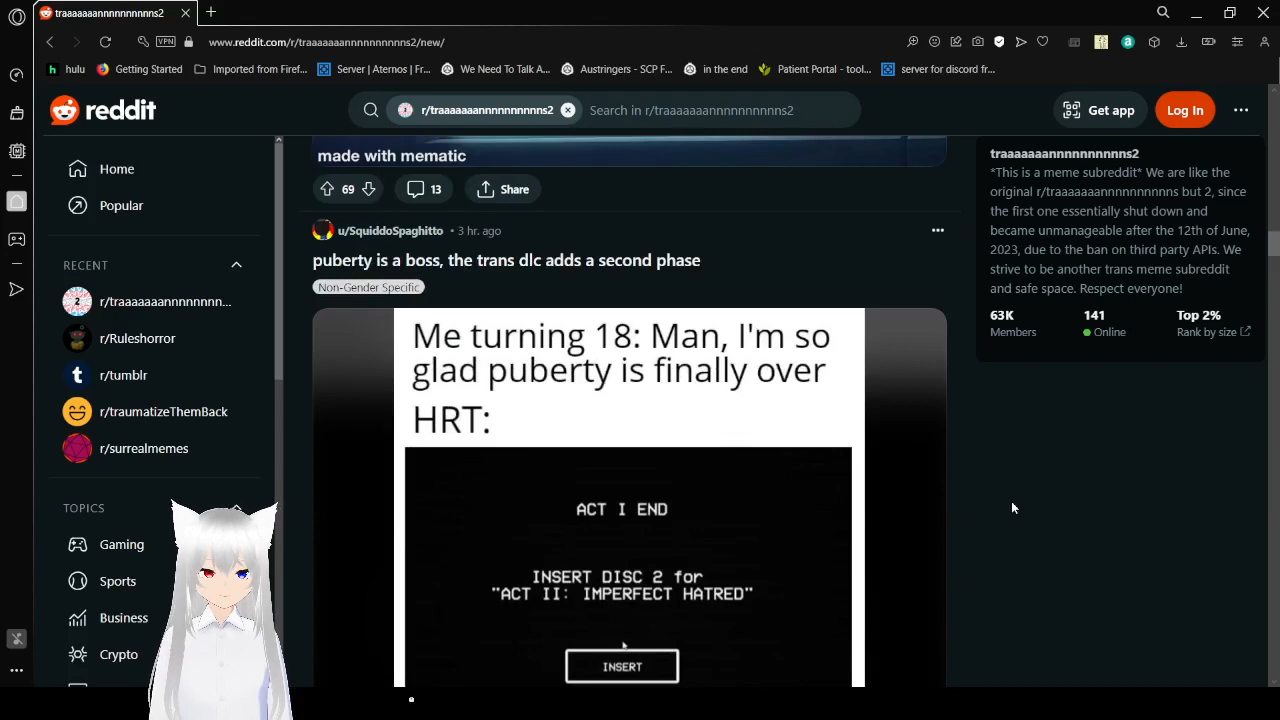 traaaaaaannnnnnnnnns2
VPN
www.reddit.com/r/traaaaaaannnnnnnnnns2/new/
hulu
Getting Started
Imported from Firef...
Server | Aternos | Fr...
We Need To Talk A...
Austringers - SCP F...
in the end
Patient Portal - tool...
server for discord fr...
reddit
r/traaaaaaannnnnnnnnns2
Search in r/traaaaaaannnnnnnnnns2
Get app
Log In
Home
Popular
RECENT
r/traaaaaaannnnnnn...
r/Ruleshorror
r/tumblr
r/traumatizeThemBack
r/surrealmemes
TOPICS
Gaming
Sports
Business
Crypto
made with mematic
69
13
Share
u/SquiddoSpaghitto • 3 hr. ago
puberty is a boss, the trans dlc adds a second phase
Non-Gender Specific
Me turning 18: Man, I'm so
glad puberty is finally over
HRT:
ACT I END
INSERT DISC 2 for
"ACT II: IMPERFECT HATRED"
INSERT
traaaaaaannnnnnnnnns2
*This is a meme subreddit* We are like the
original r/traaaaaaannnnnnnnnns but 2, since
the first one essentially shut down and
became unmanageable after the 12th of June,
2023, due to the ban on third party APIs. We
strive to be another trans meme subreddit
and safe space. Respect everyone!
63K
Members
141
Online
Top 2%
Rank by size